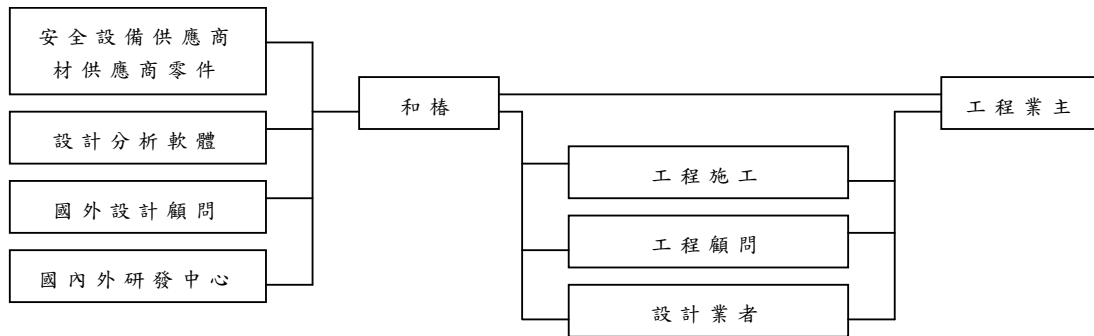 安全設備供應商
材供應商零件
和椿
工程業主
設計分析軟體
工程施工
國外設計顧問
工程顧問
國內外研發中心
設計業者